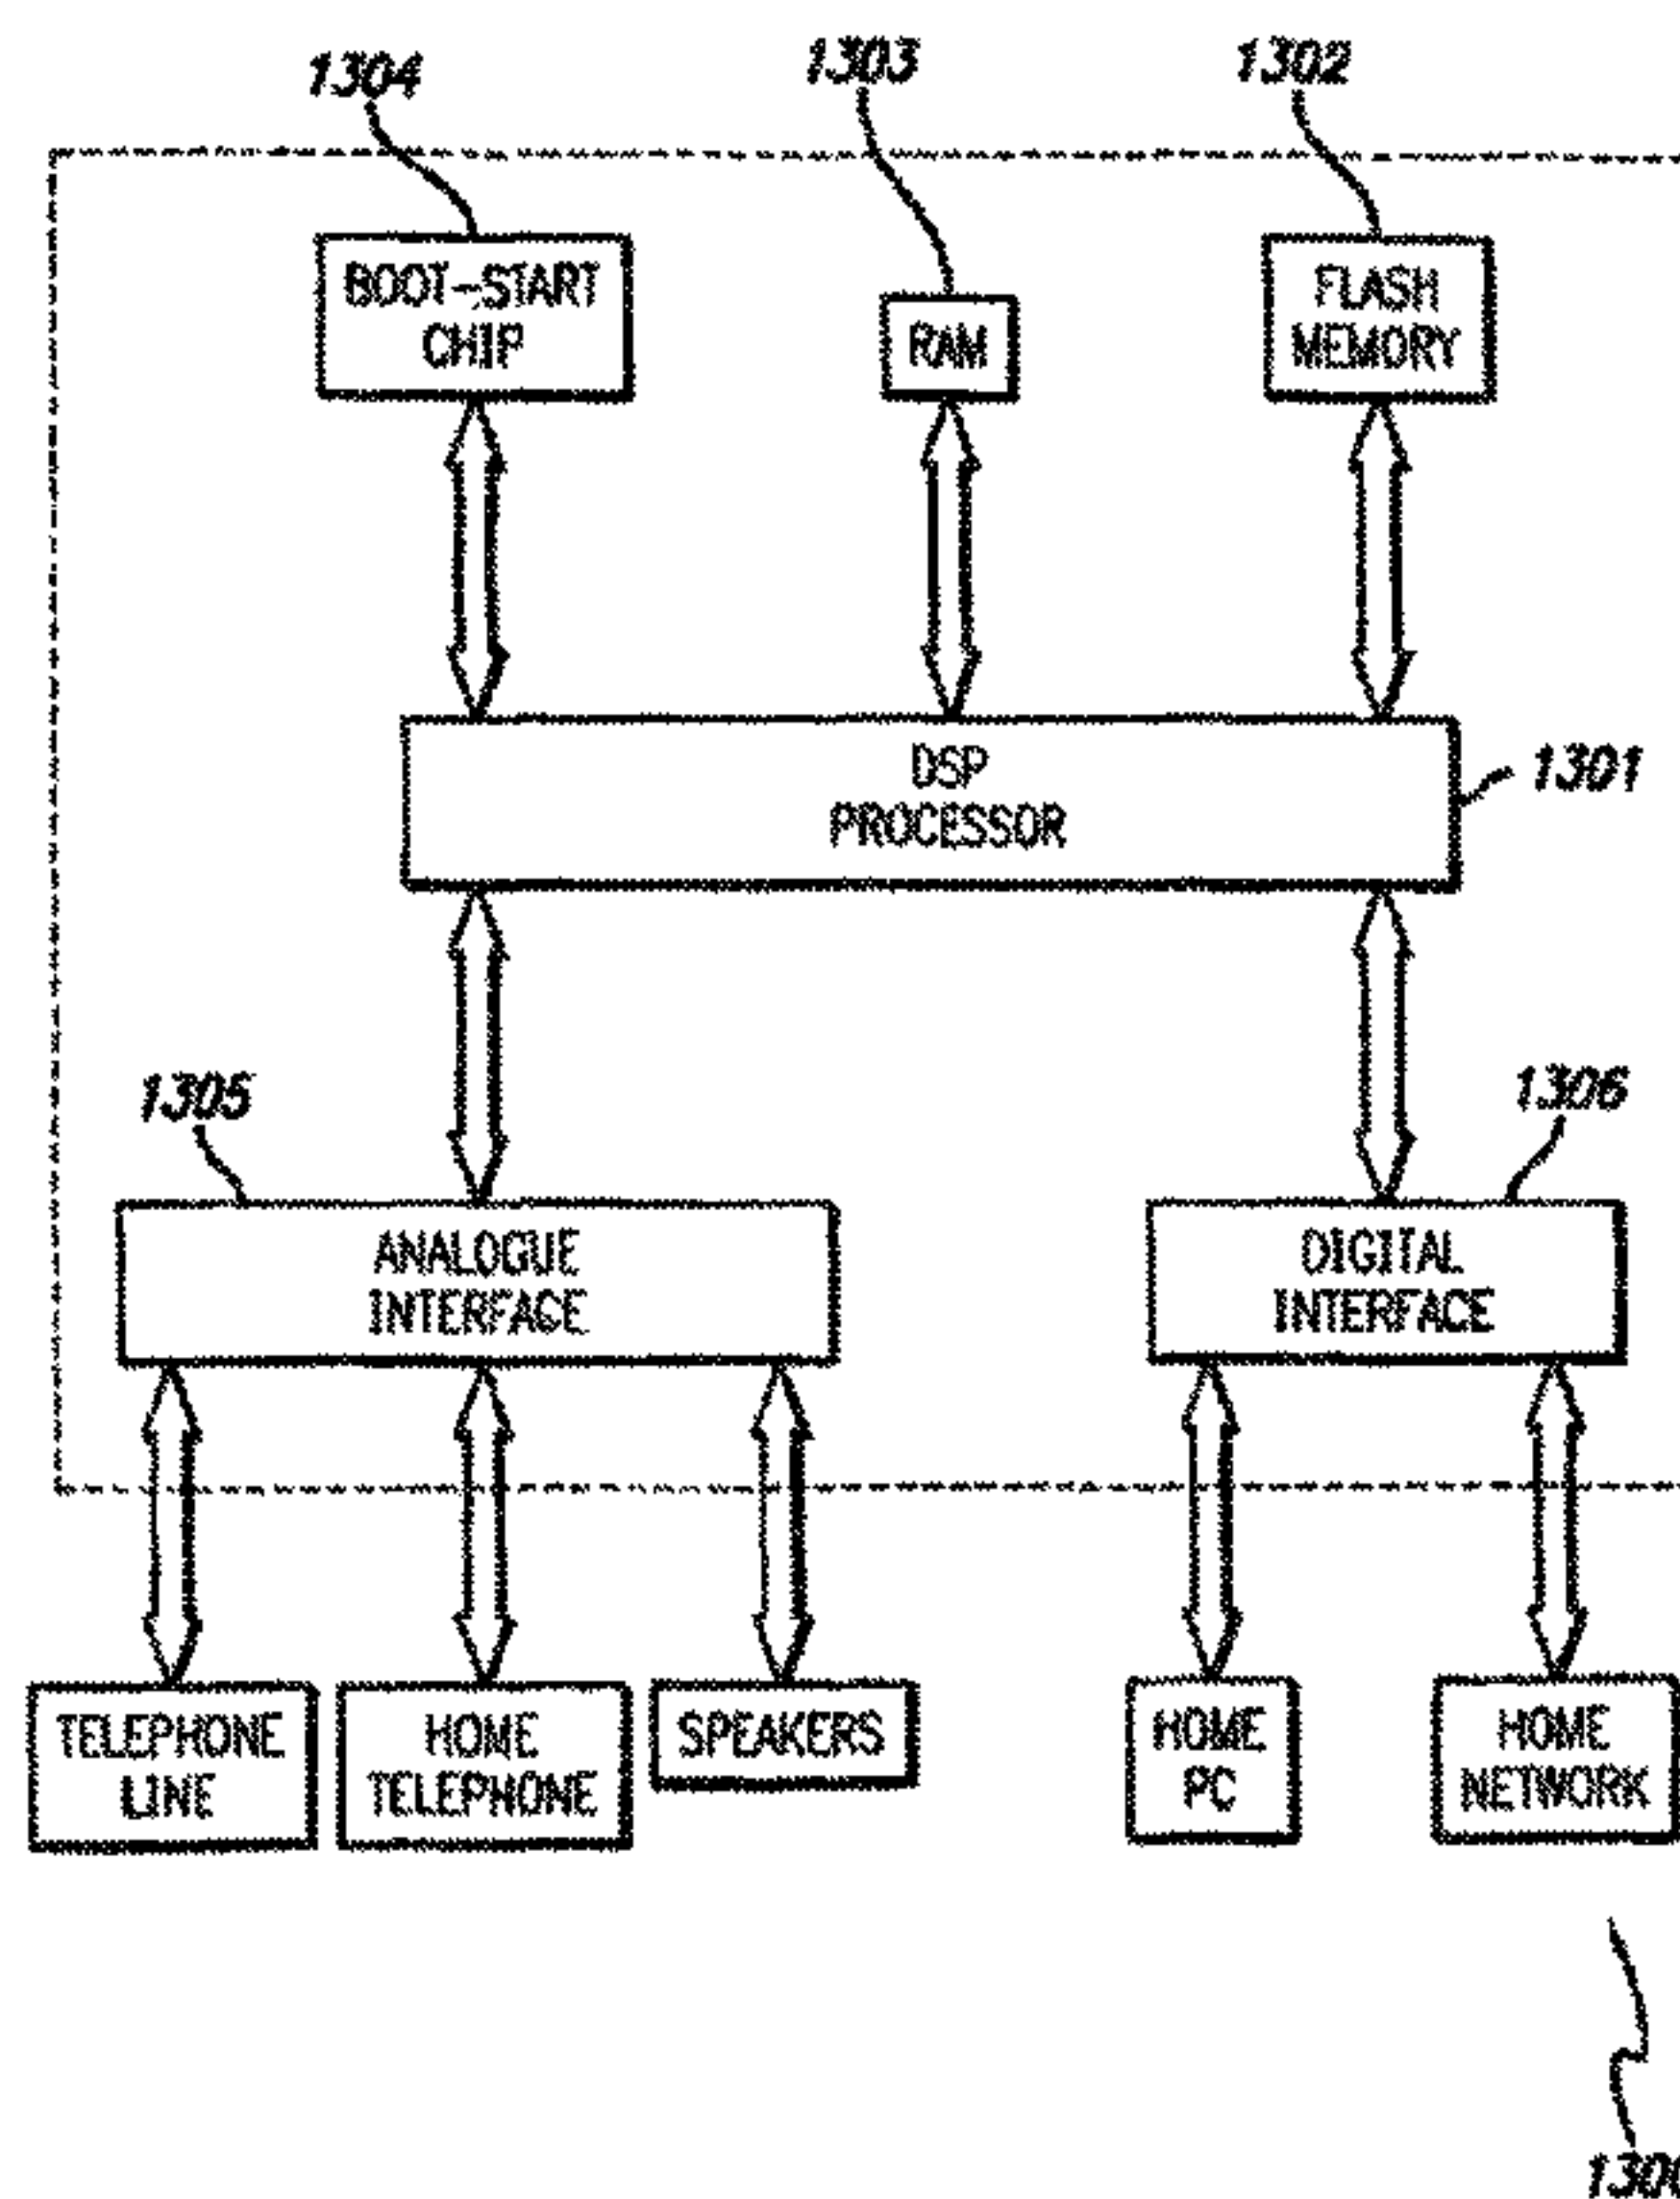 1304
1303
1302
BOOT-START
CHIP
RAM
FLASH
MEMORY
DSP
PROCESSOR
1301
1305
1306
ANALOGUE
INTERFACE
DIGITAL
INTERFACE
TELEPHONE
LINE
HOME
TELEPHONE
SPEAKERS
HOME
PC
HOME
NETWORK